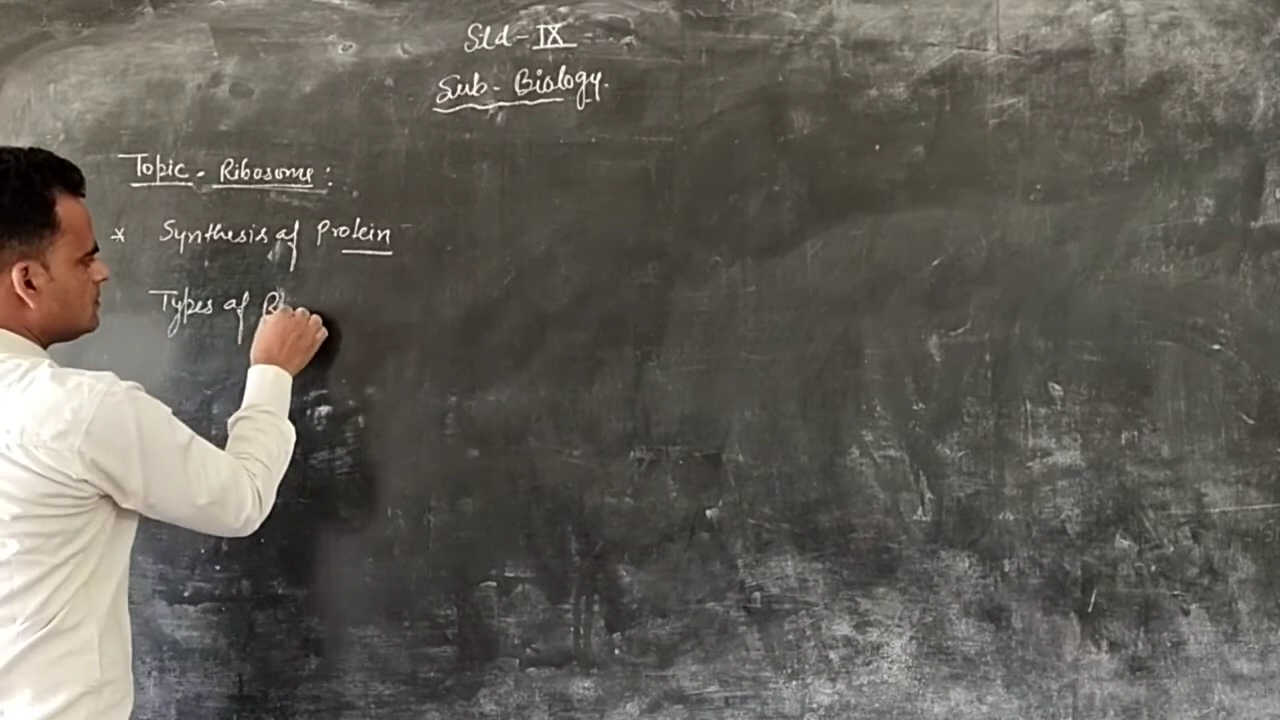 Std-IX
Sub- Biology.
Topic - Ribosome:
* Synthesis of Protein
Types of